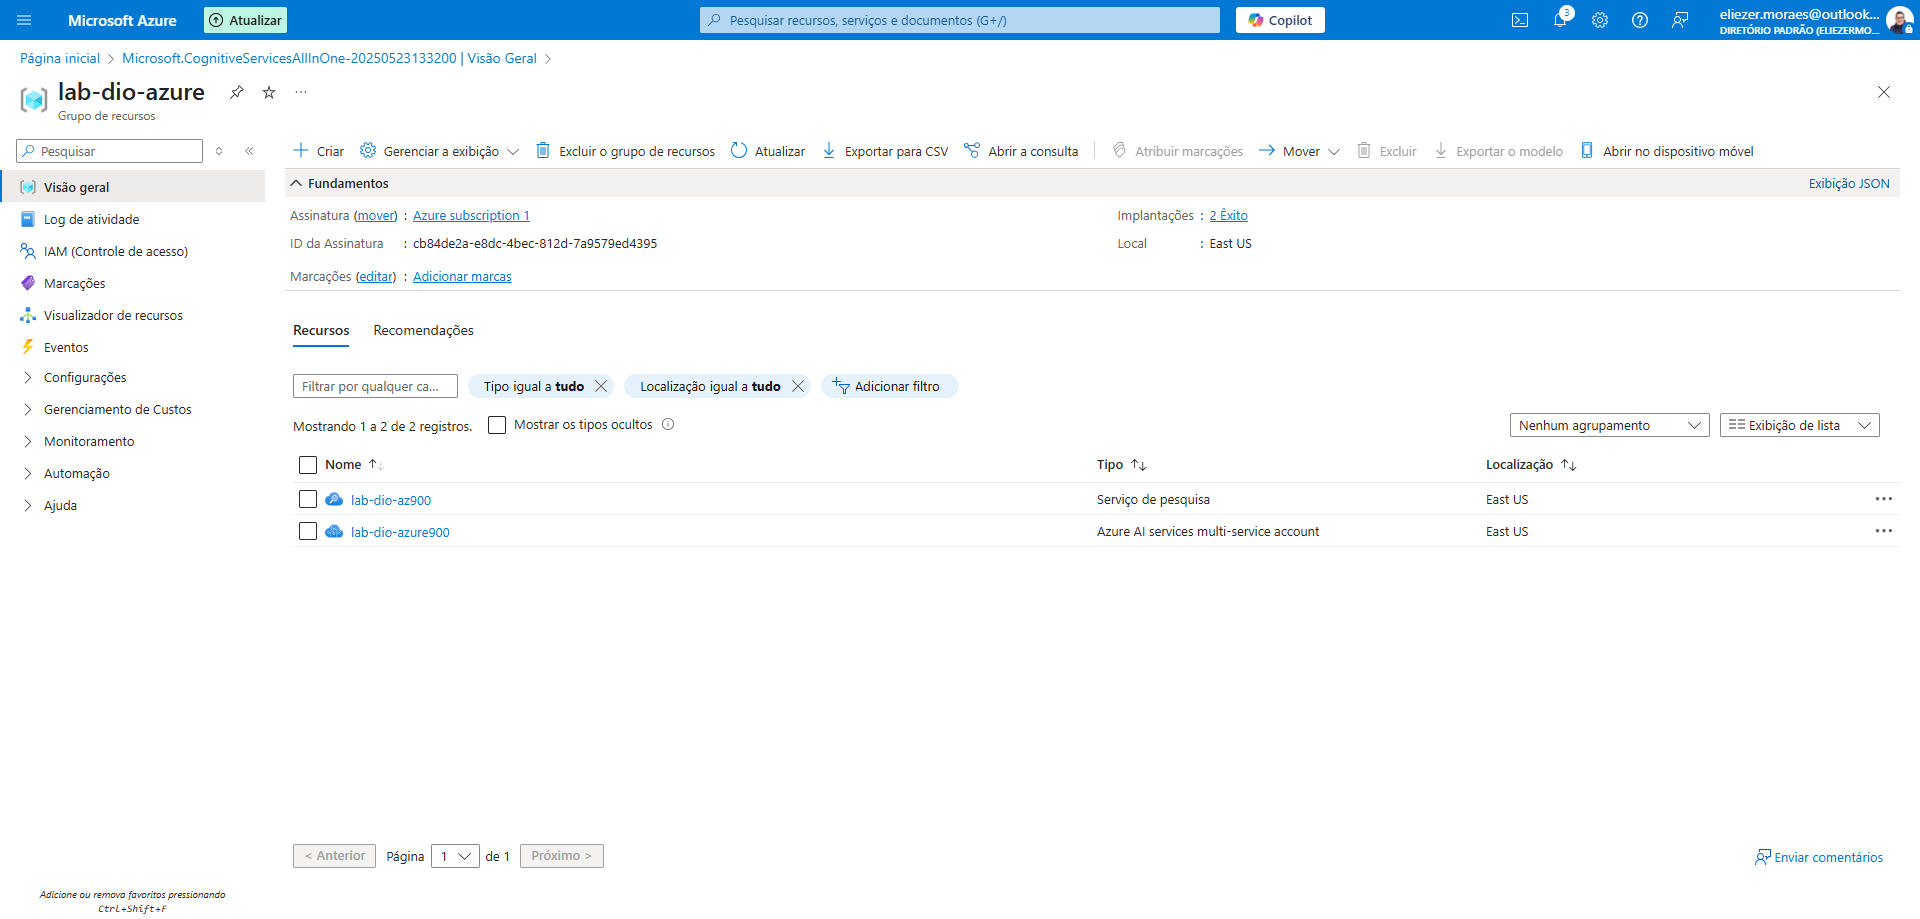 Microsoft Azure
Atualizar
Pesquisar recursos, serviços e documentos (G+/)
Copilot
3
eliezer.moraes@outlook...
DIRETÓRIO PADRÃO (ELIEZERMO...
Página inicial > Microsoft.CognitiveServicesAllInOne-20250523133200 | Visão Geral >
lab-dio-azure
Grupo de recursos
Pesquisar
Criar
Gerenciar a exibição
Excluir o grupo de recursos
Atualizar
Exportar para CSV
Abrir a consulta
Atribuir marcações
Mover
Excluir
Exportar o modelo
Abrir no dispositivo móvel
Visão geral
Log de atividade
IAM (Controle de acesso)
Marcações
Visualizador de recursos
Eventos
Configurações
Gerenciamento de Custos
Monitoramento
Automação
Ajuda
Fundamentos
Exibição JSON
Assinatura (mover) : Azure subscription 1
Implantações : 2 Êxito
ID da Assinatura : cb84de2a-e8dc-4bec-812d-7a9579ed4395
Local : East US
Marcações (editar) : Adicionar marcas
Recursos
Recomendações
Filtrar por qualquer ca...
Tipo igual a tudo
Localização igual a tudo
Adicionar filtro
Mostrando 1 a 2 de 2 registros.
Mostrar os tipos ocultos
Nenhum agrupamento
Exibição de lista
Nome
Tipo
Localização
lab-dio-az900
Serviço de pesquisa
East US
lab-dio-azure900
Azure AI services multi-service account
East US
< Anterior
Página 1 de 1
Próximo >
Enviar comentários
Adicione ou remova favoritos pressionando
Ctrl+Shift+F